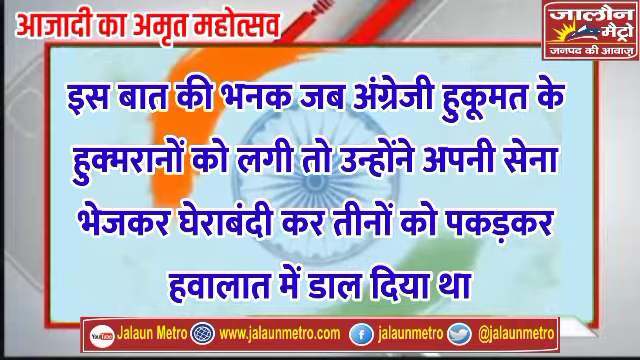 आजादी का अमृत महोत्सव
जालौन
मैट्रो
जनपद की आवाज़
इस बात की भनक जब अंग्रेजी हुकूमत के
हुक्मरानों को लगी तो उन्होंने अपनी सेना
भेजकर घेराबंदी कर तीनों को पकड़कर
हवालात में डाल दिया था
YouTube Jalaun Metro www.jalaunmetro.com jalaunmetro @jalaunmetro